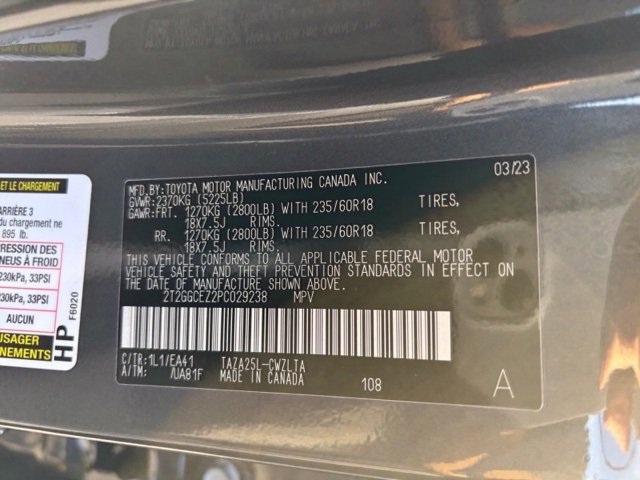 ET LE CHARGEMENT
ARRIÈRE 3
du chargement ne
895 lb.
PRESSION DES
PNEUS À FROID
230kPa, 33PSI
230kPa, 33PSI
AUCUN
USAGER
HP
F6020
03/23
MFD.BY:TOYOTA MOTOR MANUFACTURING CANADA INC.
GVWR:2370KG (5225LB)
GAWR:FRT. 1270KG (2800LB) WITH 235/60R18 TIRES,
18X7.5J RIMS.
RR. 1270KG (2800LB) WITH 235/60R18 TIRES,
18X7.5J RIMS.
THIS VEHICLE CONFORMS TO ALL APPLICABLE FEDERAL MOTOR
VEHICLE SAFETY AND THEFT PREVENTION STANDARDS IN EFFECT ON
THE DATE OF MANUFACTURE SHOWN ABOVE.
2T2GGCEZ2PC029238 MPV
C/TR:1L1/EA41 TAZA25L-CWZLTA
A/TM: /UA81F MADE IN CANADA
108
A